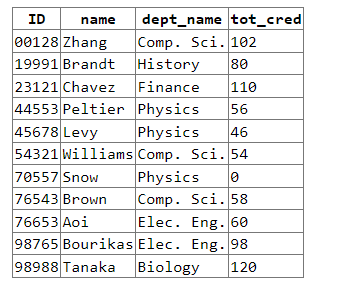 ID name dept_name tot_cred
00128 Zhang Comp. Sci. 102
19991 Brandt History 80
23121 Chavez Finance 110
44553 Peltier Physics 56
45678 Levy Physics 46
54321 Williams Comp. Sci. 54
70557 Snow Physics 0
76543 Brown Comp. Sci. 58
76653 Aoi Elec. Eng. 60
98765 Bourikas Elec. Eng. 98
98988 Tanaka Biology 120